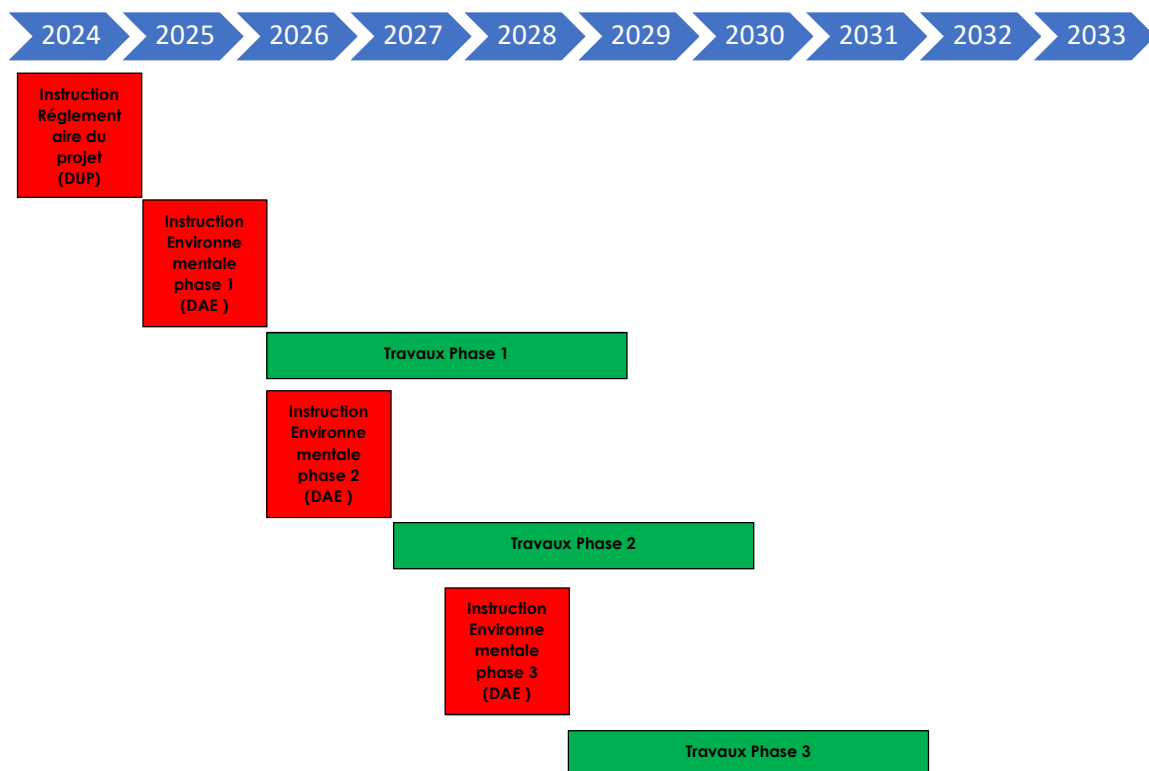 2024 2025 2026 2027 2028 2029 2030 2031 2032 2033
Instruction
Réglement
aire du
projet
(DUP)
Instruction
Environne
mentale
phase 1
(DAE )
Travaux Phase 1
Instruction
Environne
mentale
phase 2
(DAE )
Travaux Phase 2
Instruction
Environne
mentale
phase 3
(DAE )
Travaux Phase 3